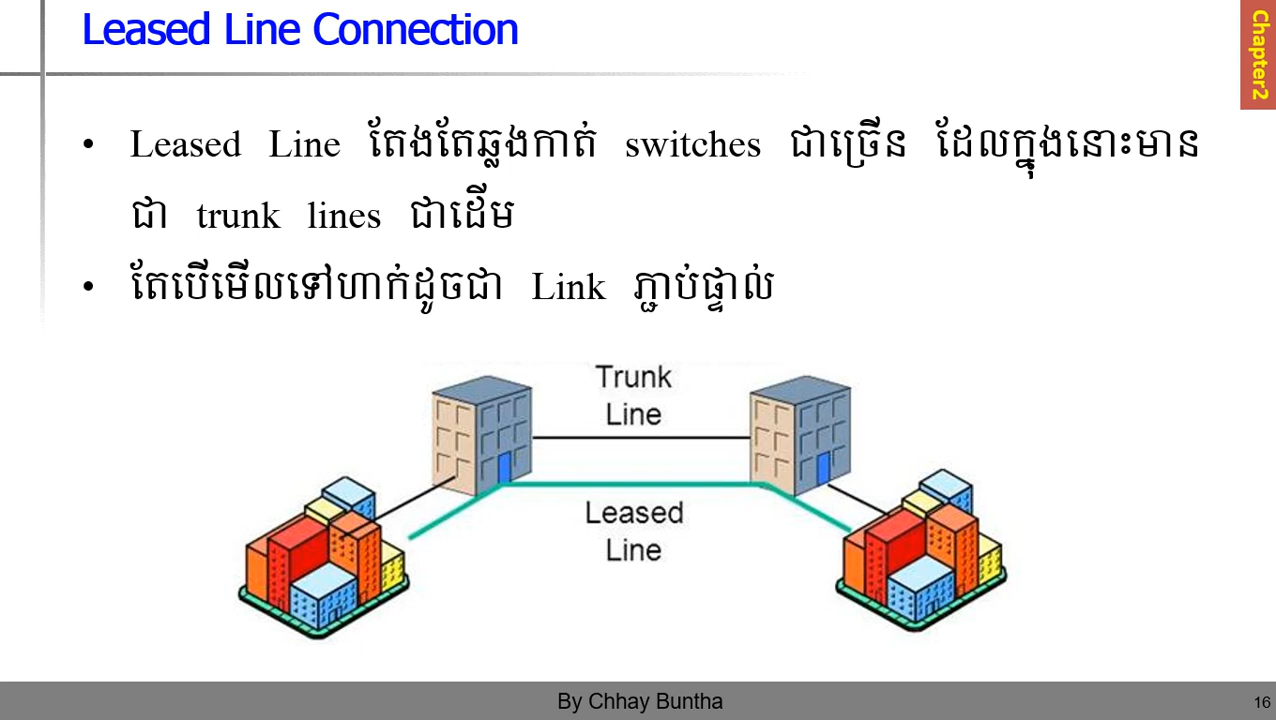 Leased Line Connection
Chapter2
• Leased Line តែងតែឆ្លងកាត់ switches ជាច្រើន ដែលក្នុងនោះមាន
ជា trunk lines ជាដើម
• តែបើមើលទៅហាក់ដូចជា Link ភ្ជាប់ផ្ទាល់
Trunk
Line
Leased
Line
By Chhay Buntha
16